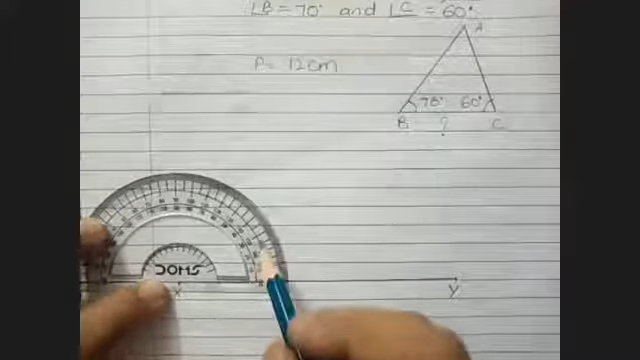 ∠B = 70° and ∠C = 60°
P = 12cm
A
70° 60°
B ? C
DOMS
X Y